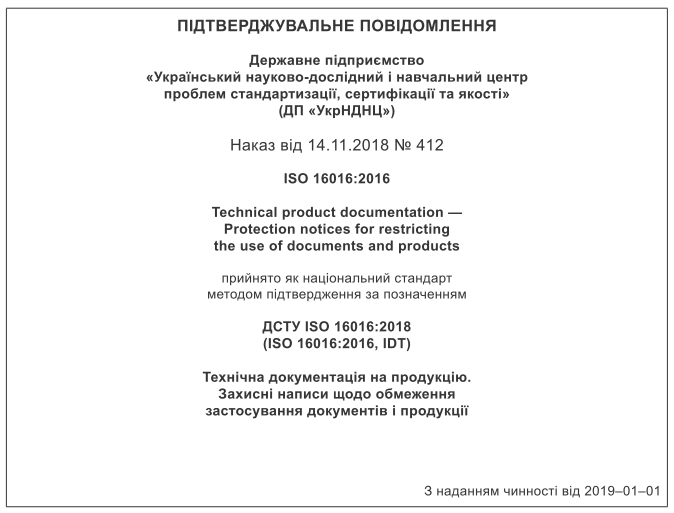 ПІДТВЕРДЖУВАЛЬНЕ ПОВІДОМЛЕННЯ
Державне підприємство
«Український науково-дослідний і навчальний центр
проблем стандартизації, сертифікації та якості»
(ДП «УкрНДНЦ»)
Наказ від 14.11.2018 № 412
ISO 16016:2016
Technical product documentation —
Protection notices for restricting
the use of documents and products
прийнято як національний стандарт
методом підтвердження за позначенням
ДСТУ ISO 16016:2018
(ISO 16016:2016, IDT)
Технічна документація на продукцію.
Захисні написи щодо обмеження
застосування документів і продукції
З наданням чинності від 2019–01–01